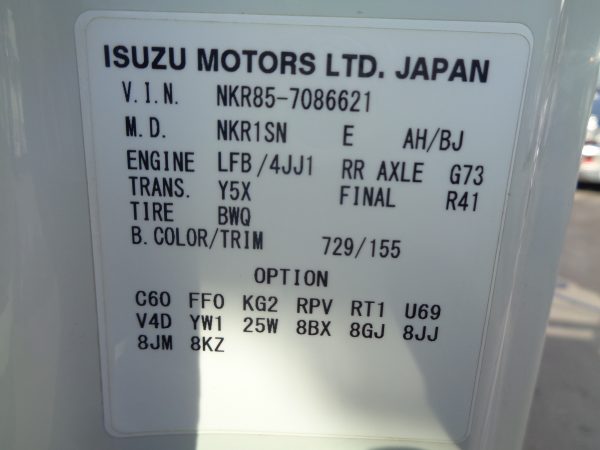 ISUZU MOTORS LTD. JAPAN
V.I.N. NKR85-7086621
M.D. NKR1SN E AH/BJ
ENGINE LFB/4JJ1 RR AXLE G73
TRANS. Y5X FINAL R41
TIRE BWQ
B.COLOR/TRIM 729/155
OPTION
C60 FF0 KG2 RPV RT1 U69
V4D YW1 25W 8BX 8GJ 8JJ
8JM 8KZ